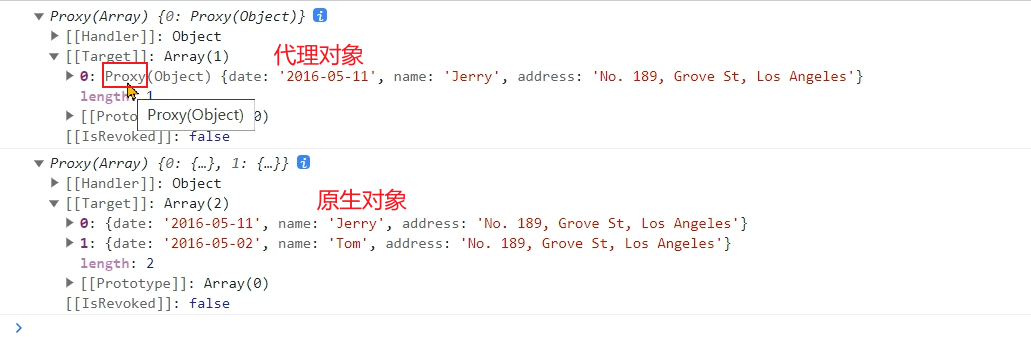 ▼ Proxy(Array) {0: Proxy(Object)} i
▶ [[Handler]]: Object
▼ [[Target]]: Array(1) 代理对象
▶ 0: Proxy(Object) {date: '2016-05-11', name: 'Jerry', address: 'No. 189, Grove St, Los Angeles'}
length: 1
Proxy(Object)
▶ [[Proto 0)
[[IsRevoked]]: false
▼ Proxy(Array) {0: {…}, 1: {…}} i
▶ [[Handler]]: Object
▼ [[Target]]: Array(2) 原生对象
▶ 0: {date: '2016-05-11', name: 'Jerry', address: 'No. 189, Grove St, Los Angeles'}
▶ 1: {date: '2016-05-02', name: 'Tom', address: 'No. 189, Grove St, Los Angeles'}
length: 2
▶ [[Prototype]]: Array(0)
[[IsRevoked]]: false
>